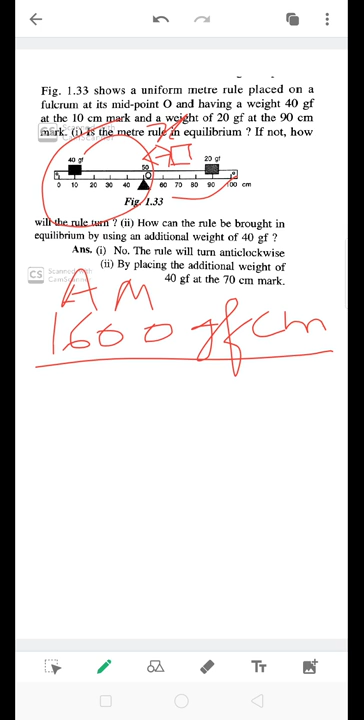 Fig. 1.33 shows a uniform metre rule placed on a
fulcrum at its mid-point O and having a weight 40 gf
at the 10 cm mark and a weight of 20 gf at the 90 cm
mark. (i) Is the metre rule in equilibrium ? If not, how
40 gf
20 gf
50
O
0 10 20 30 40 60 70 80 90 100 cm
Fig. 1.33
will the rule turn ? (ii) How can the rule be brought in
equilibrium by using an additional weight of 40 gf ?
Ans. (i) No. The rule will turn anticlockwise
(ii) By placing the additional weight of
40 gf at the 70 cm mark.
CS Scanned with
CamScanner
A M
1600 gf cm
TT